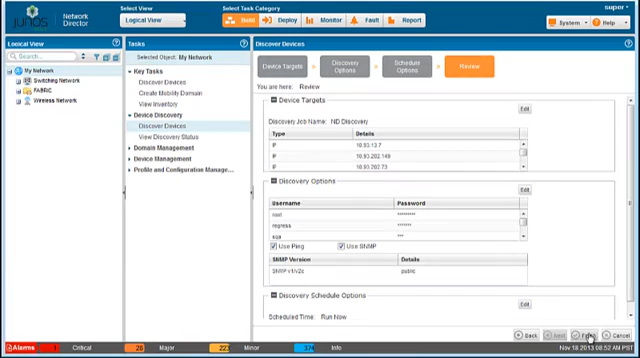 super
JUNOS
Network Director
Select View
Logical View
Select Task Category
Build
Deploy
Monitor
Fault
Report
System
Help
Logical View
Search...
My Network
Switching Network
FABRIC
Wireless Network
Tasks
Selected Object: My Network
Key Tasks
Discover Devices
Create Mobility Domain
View Inventory
Device Discovery
Discover Devices
View Discovery Status
Domain Management
Device Management
Profile and Configuration Manage...
Discover Devices
Device Targets
Discovery Options
Schedule Options
Review
You are here: Review
Device Targets
Edit
Discovery Job Name: ND Discovery
Type Details
IP 10.93.13.7
IP 10.93.202.149
IP 10.93.202.73
Discovery Options
Edit
Username Password
root ********
regress *******
eqa ***
Use Ping Use SNMP
SNMP Version Details
SNMP V1/V2c public
Discovery Schedule Options
Edit
Scheduled Time: Run Now
Back Next Cancel
Alarms Critical
Major
Minor
Info
Nov 18 2013 08:52 AM PST